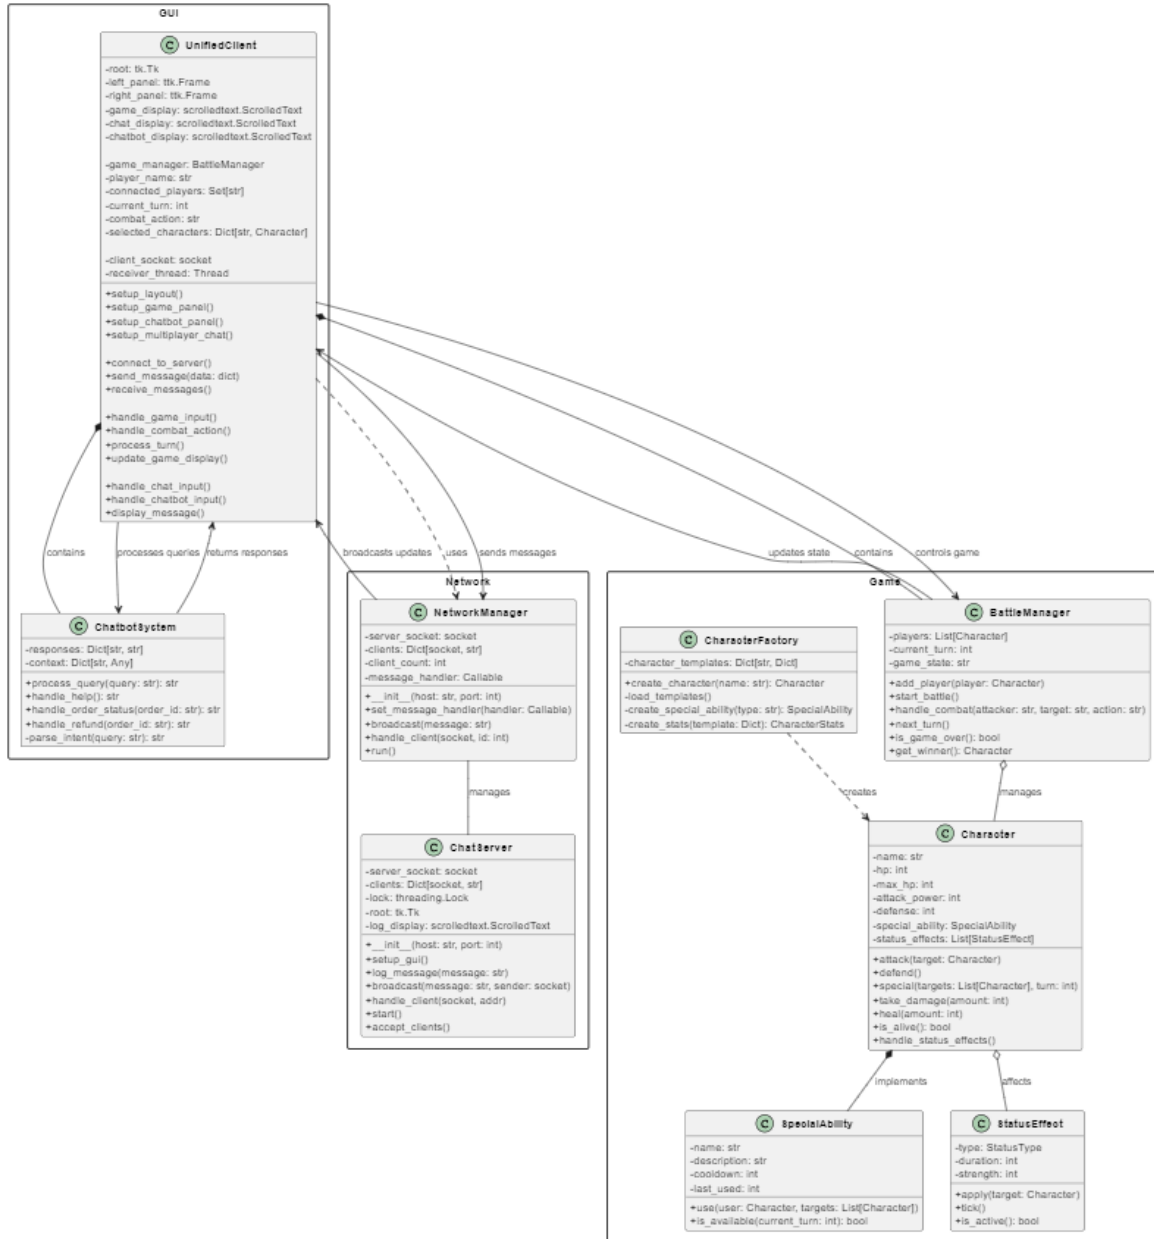 GUI
C UnifiedClient
-root: tk.Tk
-left_panel: ttk.Frame
-right_panel: ttk.Frame
-game_display: scrolledtext.ScrolledText
-chat_display: scrolledtext.ScrolledText
-chatbot_display: scrolledtext.ScrolledText
-game_manager: BattleManager
-player_name: str
-connected_players: Set[str]
-current_turn: int
-combat_action: str
-selected_characters: Dict[str, Character]
-client_socket: socket
-receiver_thread: Thread
+setup_layout()
+setup_game_panel()
+setup_chatbot_panel()
+setup_multiplayer_chat()
+connect_to_server()
+send_message(data: dict)
+receive_messages()
+handle_game_input()
+handle_combat_action()
+process_turn()
+update_game_display()
+handle_chat_input()
+handle_chatbot_input()
+display_message()
contains
processes queries
returns responses
broadcasts updates
uses
sends messages
updates state
contains
controls game
C ChatbotSystem
-responses: Dict[str, str]
-context: Dict[str, Any]
+process_query(query: str): str
+handle_help(): str
+handle_order_status(order_id: str): str
+handle_refund(order_id: str): str
-parse_intent(query: str): str
Network
C NetworkManager
-server_socket: socket
-clients: Dict[socket, str]
-client_count: int
-message_handler: Callable
+__init__(host: str, port: int)
+set_message_handler(handler: Callable)
+broadcast(message: str)
+handle_client(socket, id: int)
+run()
manages
C ChatServer
-server_socket: socket
-clients: Dict[socket, str]
-lock: threading.Lock
-root: tk.Tk
-log_display: scrolledtext.ScrolledText
+__init__(host: str, port: int)
+setup_gui()
+log_message(message: str)
+broadcast(message: str, sender: socket)
+handle_client(socket, addr)
+start()
+accept_clients()
Game
C CharacterFactory
-character_templates: Dict[str, Dict]
+create_character(name: str): Character
-load_templates()
-create_special_ability(type: str): SpecialAbility
-create_stats(template: Dict): CharacterStats
C BattleManager
-players: List[Character]
-current_turn: int
-game_state: str
+add_player(player: Character)
+start_battle()
+handle_combat(attacker: str, target: str, action: str)
+next_turn()
+is_game_over(): bool
+get_winner(): Character
creates
manages
C Character
-name: str
-hp: int
-max_hp: int
-attack_power: int
-defense: int
-special_ability: SpecialAbility
-status_effects: List[StatusEffect]
+attack(target: Character)
+defend()
+special(targets: List[Character], turn: int)
+take_damage(amount: int)
+heal(amount: int)
+is_alive(): bool
+handle_status_effects()
implements
affects
C SpecialAbility
-name: str
-description: str
-cooldown: int
-last_used: int
+use(user: Character, targets: List[Character])
+is_available(current_turn: int): bool
C StatusEffect
-type: StatusType
-duration: int
-strength: int
+apply(target: Character)
+tick()
+is_active(): bool